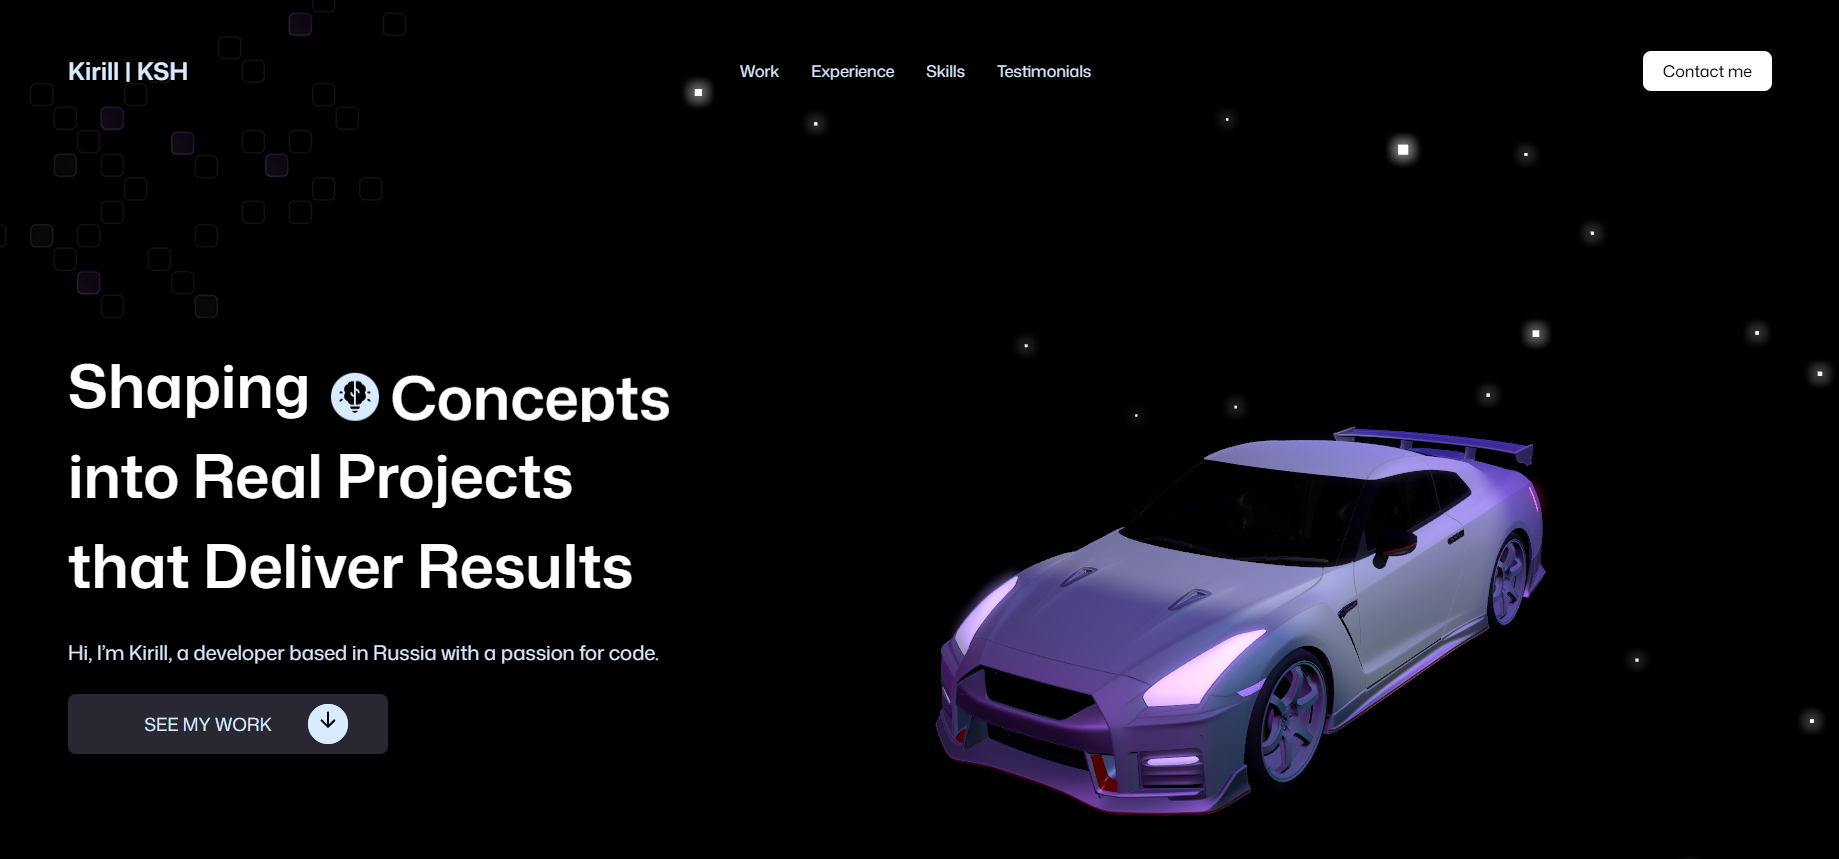 Kirill | KSH
Work Experience Skills Testimonials
Contact me
Shaping Concepts
into Real Projects
that Deliver Results
Hi, I’m Kirill, a developer based in Russia with a passion for code.
SEE MY WORK